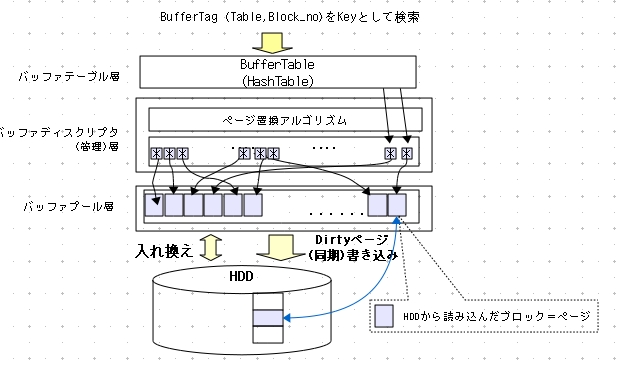 BufferTag (Table,Block_no)をKeyとして検索
BufferTable
(HashTable)
バッファテーブル層
ページ置換アルゴリズム
バッファディスクリプタ
(管理)層
バッファプール層
入れ換え
Dirtyページ
(同期)書き込み
HDD
HDDから読み込んだブロック＝ページ